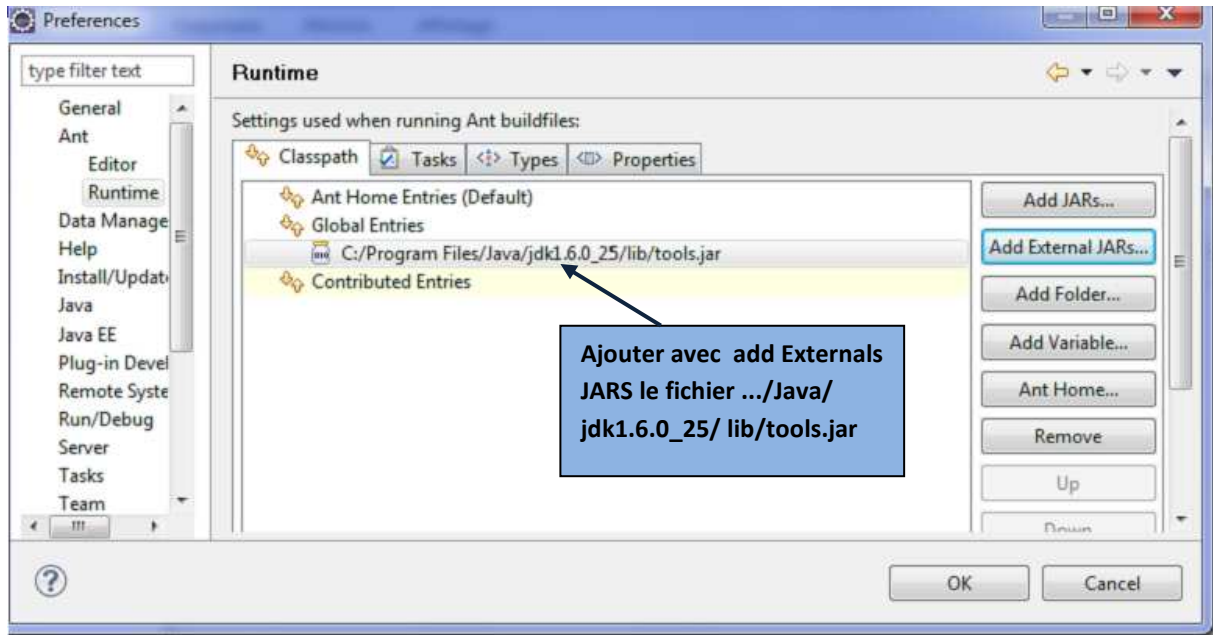 Preferences
type filter text
Runtime
General
Ant
Editor
Runtime
Data Manage
Help
Install/Updat
Java
Java EE
Plug-in Devel
Remote Syste
Run/Debug
Server
Tasks
Team
Settings used when running Ant buildfiles:
Classpath Tasks Types Properties
Ant Home Entries (Default)
Global Entries
C:/Program Files/Java/jdk1.6.0_25/lib/tools.jar
Contributed Entries
Ajouter avec add Externals
JARS le fichier .../Java/
jdk1.6.0_25/ lib/tools.jar
Add JARs...
Add External JARs...
Add Folder...
Add Variable...
Ant Home...
Remove
Up
Down
OK
Cancel